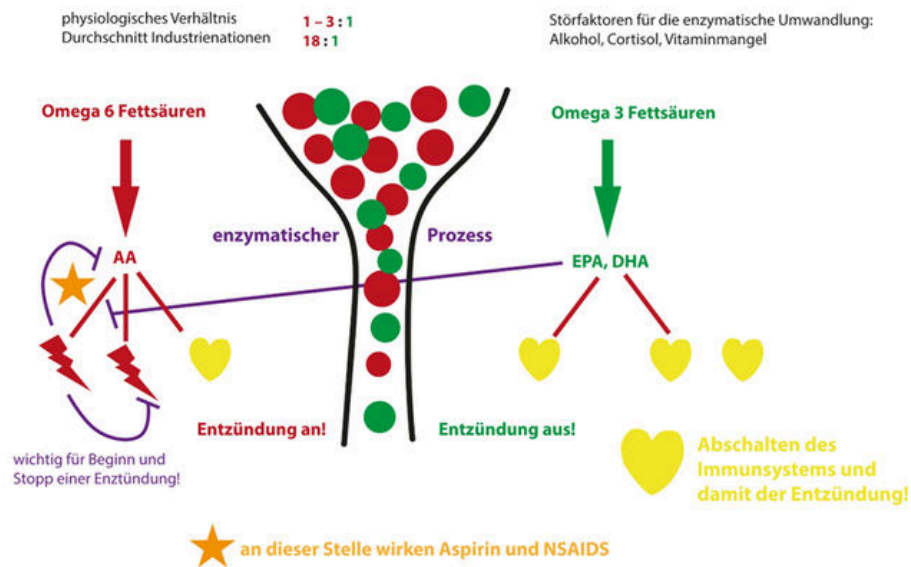 physiologisches Verhältnis 1 – 3 : 1
Durchschnitt Industrienationen 18 : 1
Störfaktoren für die enzymatische Umwandlung:
Alkohol, Cortisol, Vitaminmangel
Omega 6 Fettsäuren
Omega 3 Fettsäuren
enzymatischer Prozess
AA
EPA, DHA
Entzündung an!
Entzündung aus!
wichtig für Beginn und
Stopp einer Enztündung!
Abschalten des
Immunsystems und
damit der Entzündung!
an dieser Stelle wirken Aspirin und NSAIDS